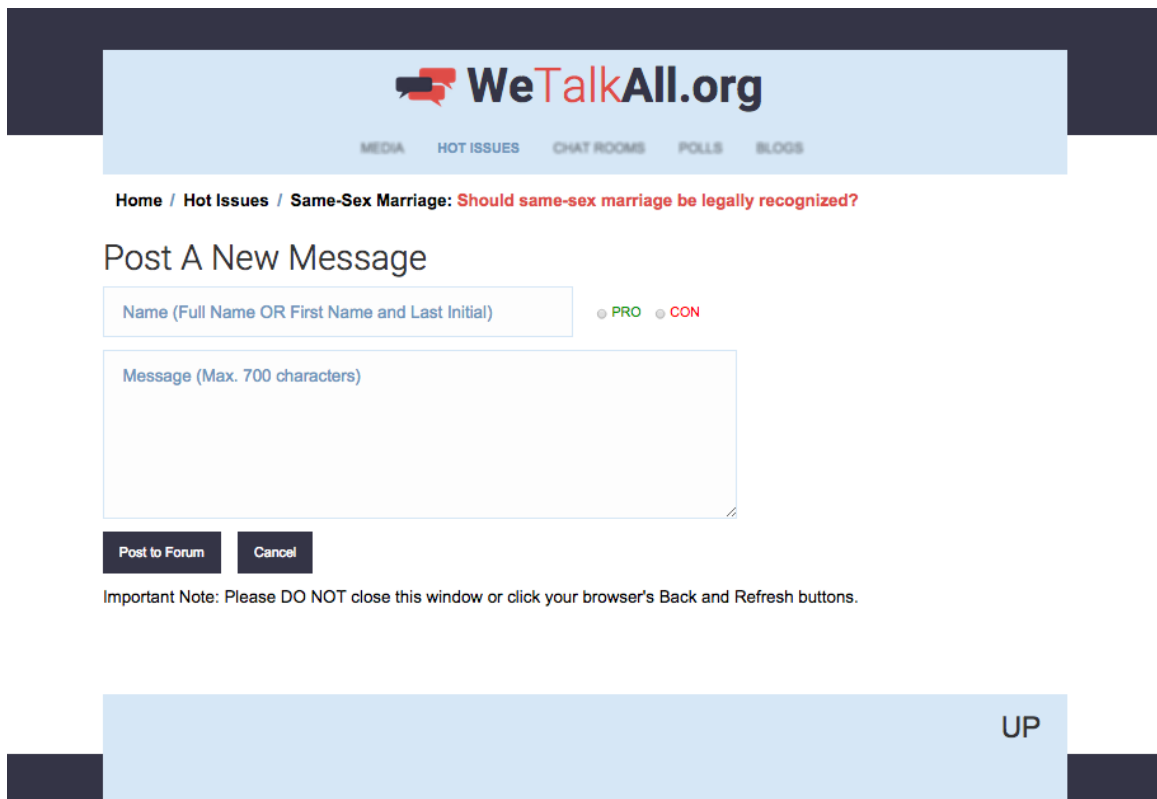 WeTalkAll.org
MEDIA HOT ISSUES CHAT ROOMS POLLS BLOGS
Home / Hot Issues / Same-Sex Marriage: Should same-sex marriage be legally recognized?
Post A New Message
Name (Full Name OR First Name and Last Initial) PRO CON
Message (Max. 700 characters)
Post to Forum Cancel
Important Note: Please DO NOT close this window or click your browser's Back and Refresh buttons.
UP